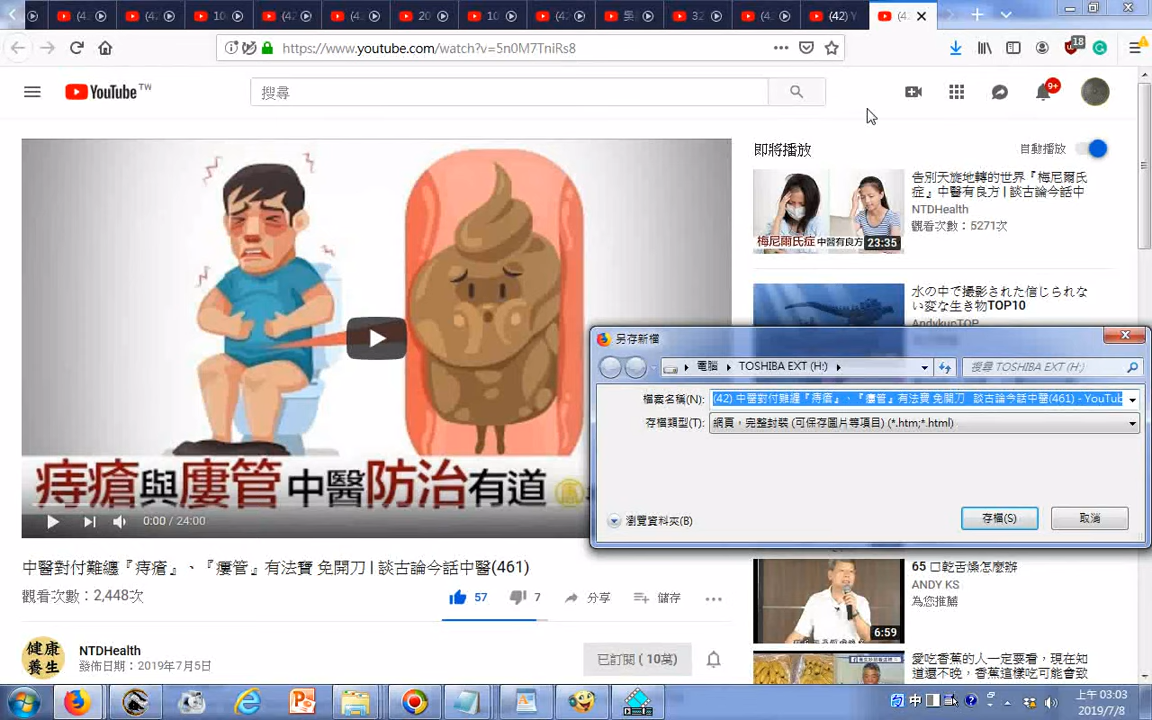 (42) Y
https://www.youtube.com/watch?v=5n0M7TniRs8
18
YouTube TW
搜尋
9+
即將播放
自動播放
告別天旋地轉的世界『梅尼爾氏
症』中醫有良方 | 談古論今話中
NTDHealth
觀看次數：5271次
梅尼爾氏症 中醫有良方
23:35
水の中で撮影された信じられな
い変な生き物TOP10
AndykunTOP
另存新檔
電腦 TOSHIBA EXT (H:)
搜尋 TOSHIBA EXT (H:)
檔案名稱(N):
(42) 中醫對付難纏『痔瘡』、『瘻管』有法寶 免開刀 談古論今話中醫(461) - YouTub
存檔類型(T):
網頁，完整封裝 (可保存圖片等項目) (*.htm;*.html)
瀏覽資料夾(B)
存檔(S)
取消
痔瘡與瘻管 中醫防治有道
0:00 / 24:00
中醫對付難纏『痔瘡』、『瘻管』有法寶 免開刀 | 談古論今話中醫(461)
觀看次數：2,448次
57
7
分享
儲存
健康
養生
NTDHealth
發佈日期：2019年7月5日
已訂閱 (10萬)
65 口乾舌燥怎麼辦
ANDY KS
為您推薦
6:59
愛吃香蕉的人一定要看，現在知
道還不晚，香蕉這樣吃可能會致
中
上午 03:03
2019/7/8